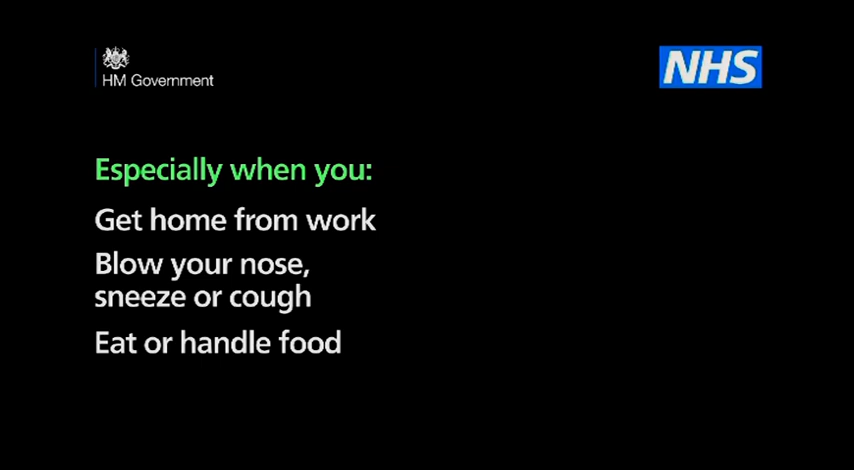 HM Government
NHS
Especially when you:
Get home from work
Blow your nose,
sneeze or cough
Eat or handle food